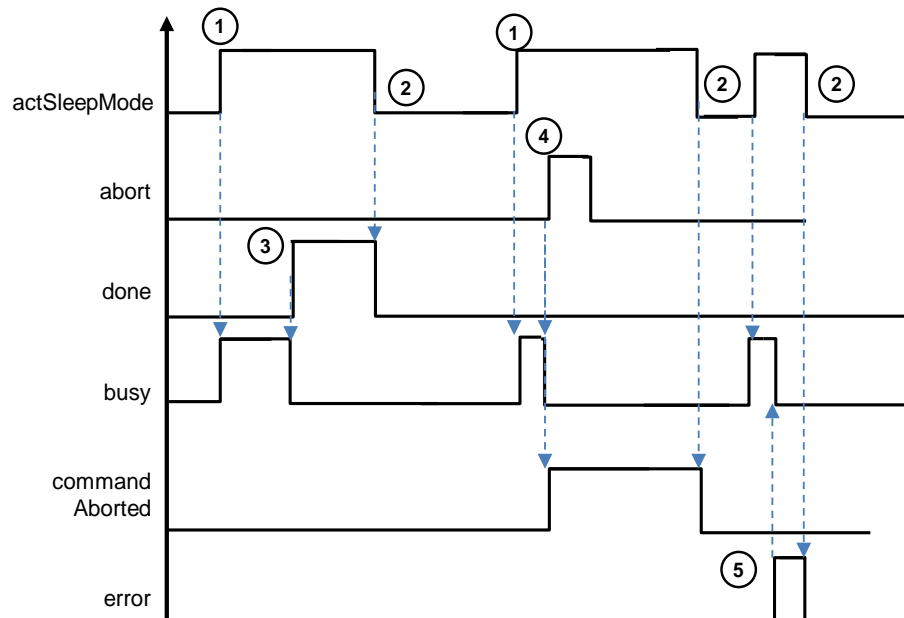 1
1
actSleepMode
2
2
2
4
abort
3
done
busy
command
Aborted
5
error